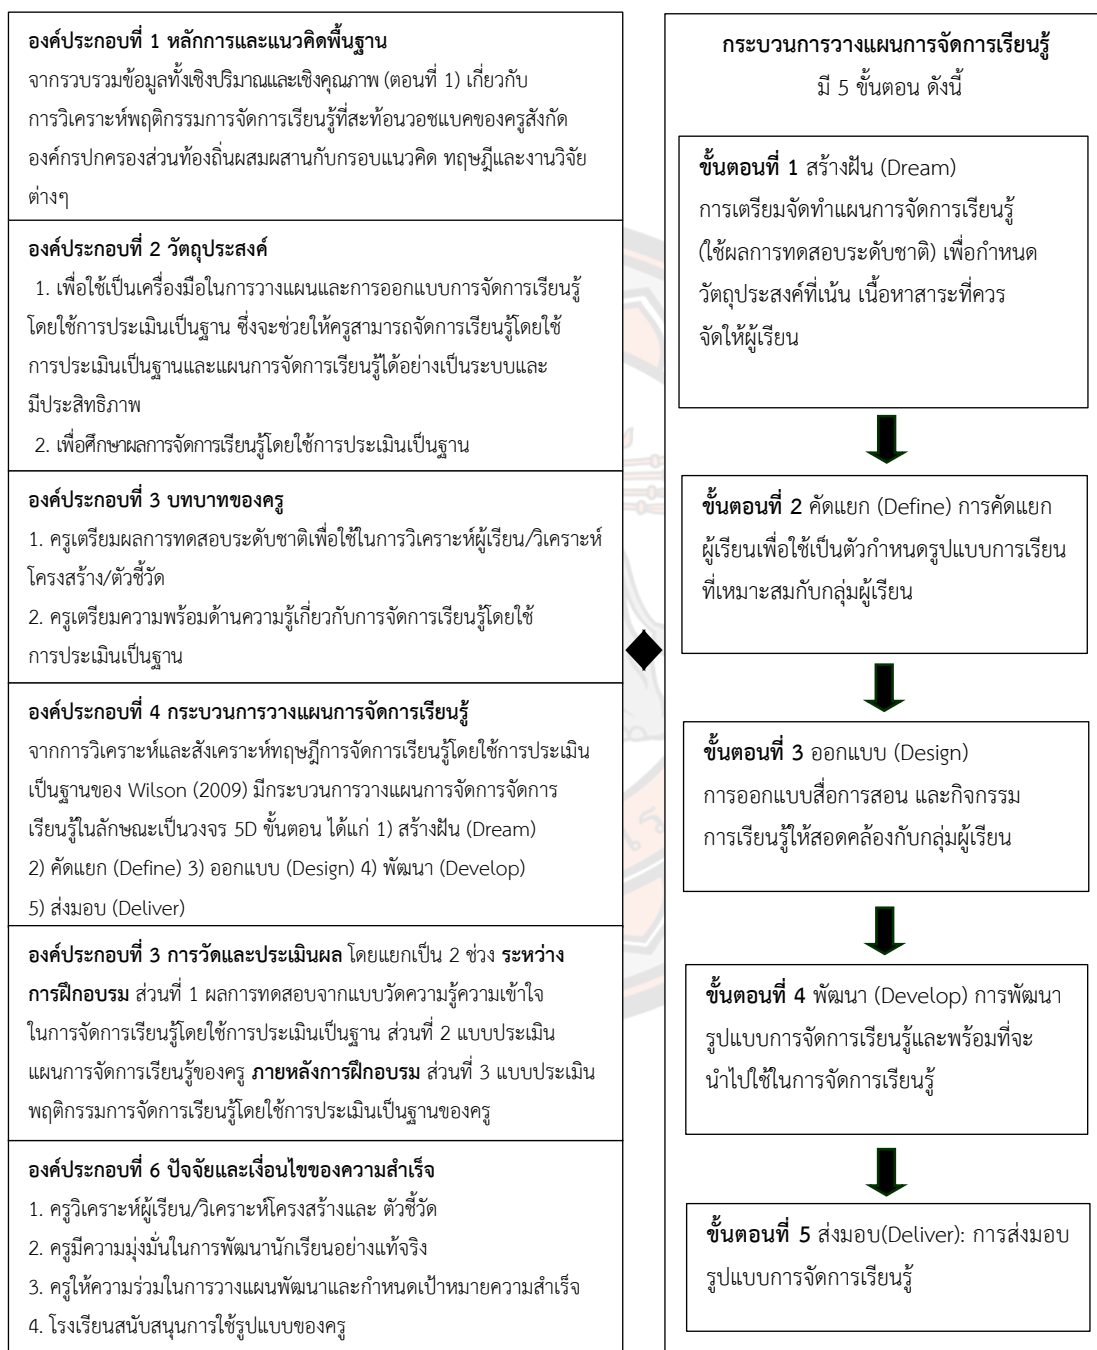 องค์ประกอบที่ 1 หลักการและแนวคิดพื้นฐาน
จากรวบรวมข้อมูลทั้งเชิงปริมาณและเชิงคุณภาพ (ตอนที่ 1) เกี่ยวกับ
การวิเคราะห์พฤติกรรมการจัดการเรียนรู้ที่สะท้อนวอชแบคของครูสังกัด
องค์กรปกครองส่วนท้องถิ่นผสมผสานกับกรอบแนวคิด ทฤษฎีและงานวิจัย
ต่างๆ
องค์ประกอบที่ 2 วัตถุประสงค์
1. เพื่อใช้เป็นเครื่องมือในการวางแผนและการออกแบบการจัดการเรียนรู้
โดยใช้การประเมินเป็นฐาน ซึ่งจะช่วยให้ครูสามารถจัดการเรียนรู้โดยใช้
การประเมินเป็นฐานและแผนการจัดการเรียนรู้ได้อย่างเป็นระบบและ
มีประสิทธิภาพ
2. เพื่อศึกษาผลการจัดการเรียนรู้โดยใช้การประเมินเป็นฐาน
องค์ประกอบที่ 3 บทบาทของครู
1. ครูเตรียมผลการทดสอบระดับชาติเพื่อใช้ในการวิเคราะห์ผู้เรียน/วิเคราะห์
โครงสร้าง/ตัวชี้วัด
2. ครูเตรียมความพร้อมด้านความรู้เกี่ยวกับการจัดการเรียนรู้โดยใช้
การประเมินเป็นฐาน
องค์ประกอบที่ 4 กระบวนการวางแผนการจัดการเรียนรู้
จากการวิเคราะห์และสังเคราะห์ทฤษฎีการจัดการเรียนรู้โดยใช้การประเมิน
เป็นฐานของ Wilson (2009) มีกระบวนการวางแผนการจัดการจัดการ
เรียนรู้ในลักษณะเป็นวงจร 5D ขั้นตอน ได้แก่ 1) สร้างฝัน (Dream)
2) คัดแยก (Define) 3) ออกแบบ (Design) 4) พัฒนา (Develop)
5) ส่งมอบ (Deliver)
องค์ประกอบที่ 3 การวัดและประเมินผล โดยแยกเป็น 2 ช่วง ระหว่าง
การฝึกอบรม ส่วนที่ 1 ผลการทดสอบจากแบบวัดความรู้ความเข้าใจ
ในการจัดการเรียนรู้โดยใช้การประเมินเป็นฐาน ส่วนที่ 2 แบบประเมิน
แผนการจัดการเรียนรู้ของครู ภายหลังการฝึกอบรม ส่วนที่ 3 แบบประเมิน
พฤติกรรมการจัดการเรียนรู้โดยใช้การประเมินเป็นฐานของครู
องค์ประกอบที่ 6 ปัจจัยและเงื่อนไขของความสำเร็จ
1. ครูวิเคราะห์ผู้เรียน/วิเคราะห์โครงสร้างและ ตัวชี้วัด
2. ครูมีความมุ่งมั่นในการพัฒนานักเรียนอย่างแท้จริง
3. ครูให้ความร่วมในการวางแผนพัฒนาและกำหนดเป้าหมายความสำเร็จ
4. โรงเรียนสนับสนุนการใช้รูปแบบของครู
กระบวนการวางแผนการจัดการเรียนรู้
มี 5 ขั้นตอน ดังนี้
ขั้นตอนที่ 1 สร้างฝัน (Dream)
การเตรียมจัดทำแผนการจัดการเรียนรู้
(ใช้ผลการทดสอบระดับชาติ) เพื่อกำหนด
วัตถุประสงค์ที่เน้น เนื้อหาสาระที่ควร
จัดให้ผู้เรียน
ขั้นตอนที่ 2 คัดแยก (Define) การคัดแยก
ผู้เรียนเพื่อใช้เป็นตัวกำหนดรูปแบบการเรียน
ที่เหมาะสมกับกลุ่มผู้เรียน
ขั้นตอนที่ 3 ออกแบบ (Design)
การออกแบบสื่อการสอน และกิจกรรม
การเรียนรู้ให้สอดคล้องกับกลุ่มผู้เรียน
ขั้นตอนที่ 4 พัฒนา (Develop) การพัฒนา
รูปแบบการจัดการเรียนรู้และพร้อมที่จะ
นำไปใช้ในการจัดการเรียนรู้
ขั้นตอนที่ 5 ส่งมอบ(Deliver): การส่งมอบ
รูปแบบการจัดการเรียนรู้